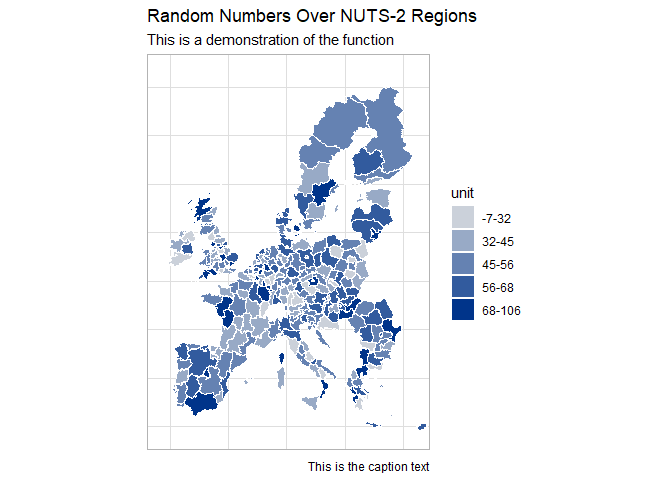 Random Numbers Over NUTS-2 Regions
This is a demonstration of the function
unit
-7-32
32-45
45-56
56-68
68-106
This is the caption text